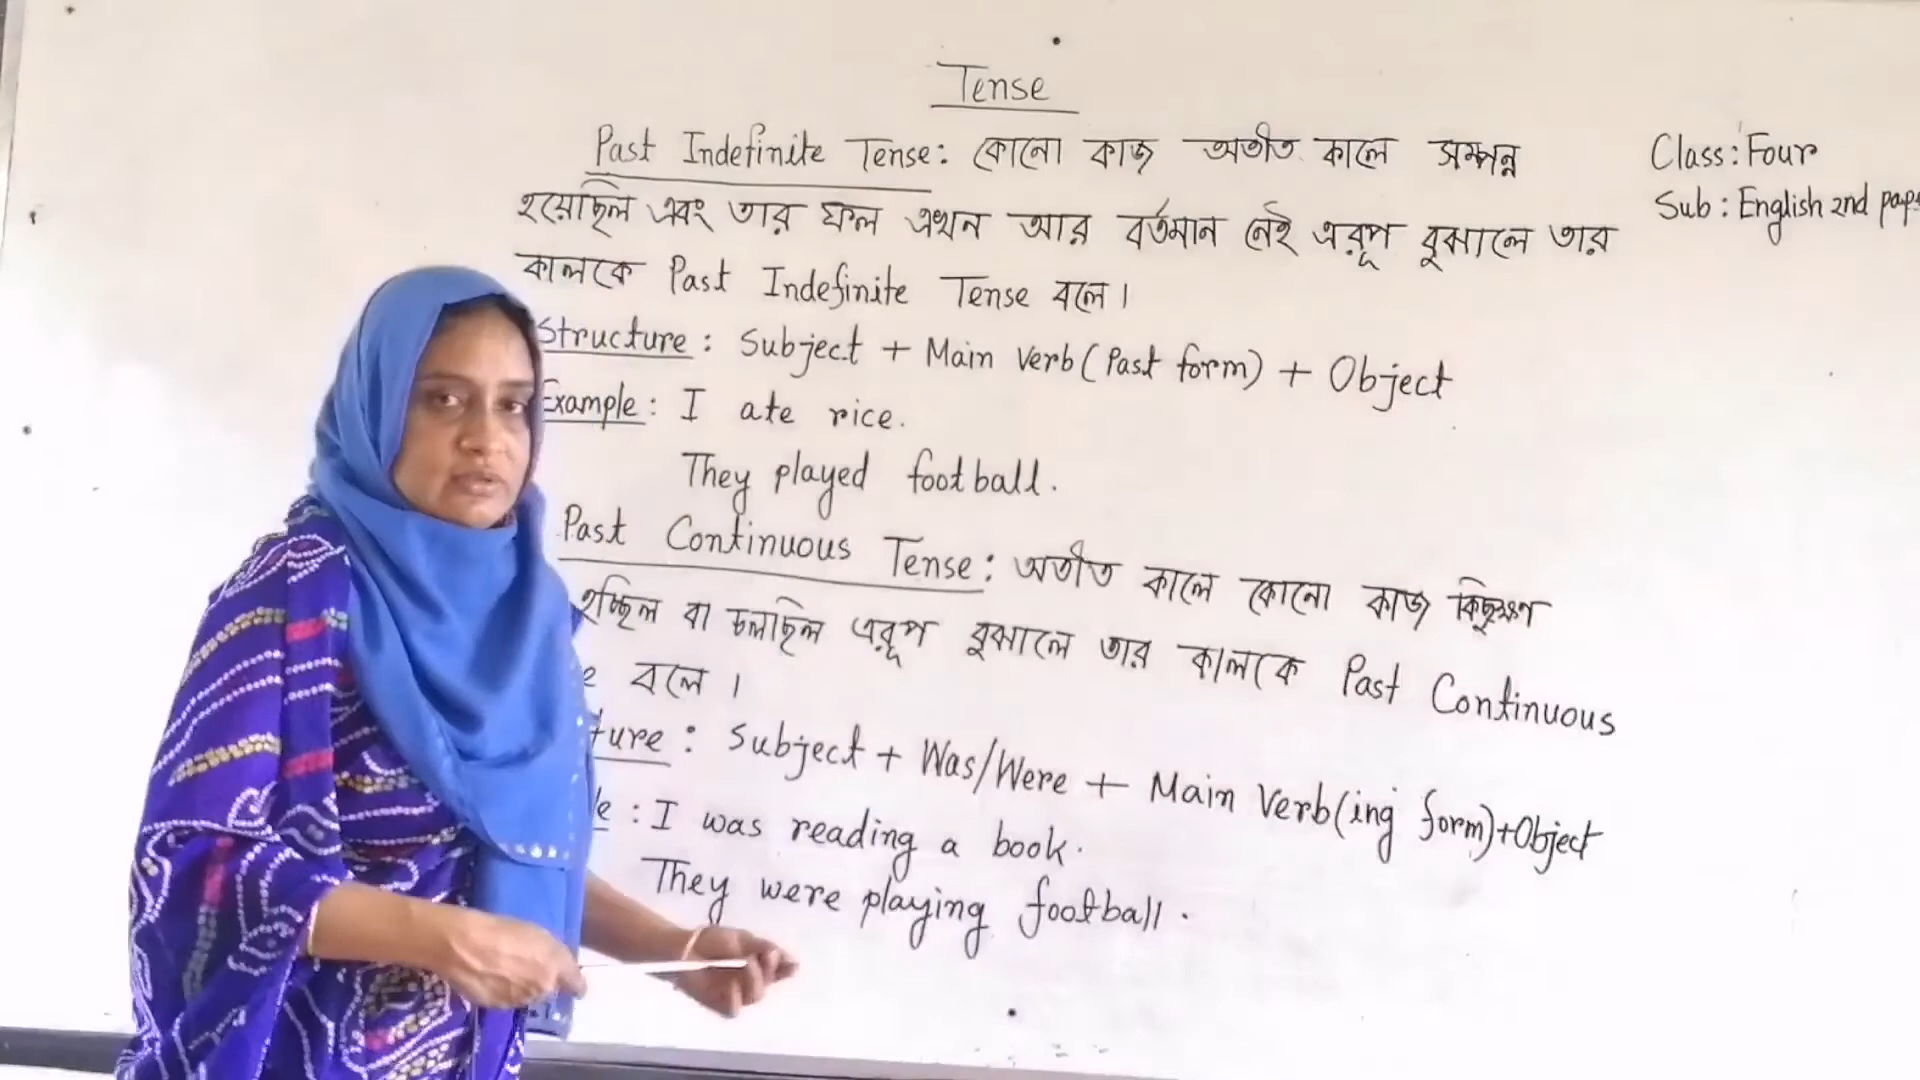 Tense
Past Indefinite Tense: কোনো কাজ অতীত কালে সম্পন্ন
হয়েছিল এবং তার ফল এখন আর বর্তমান নেই এরূপ বুঝালে তার
কালকে Past Indefinite Tense বলে।
Structure: Subject + Main Verb (Past form) + Object
Example: I ate rice.
They played football.
Past Continuous Tense: অতীত কালে কোনো কাজ কিছুক্ষণ
হচ্ছিল বা চলছিল এরূপ বুঝালে তার কালকে Past Continuous
বলে।
ture: Subject + Was/Were + Main Verb (ing form) + Object
le: I was reading a book.
They were playing football.
Class: Four
Sub: English 2nd pape